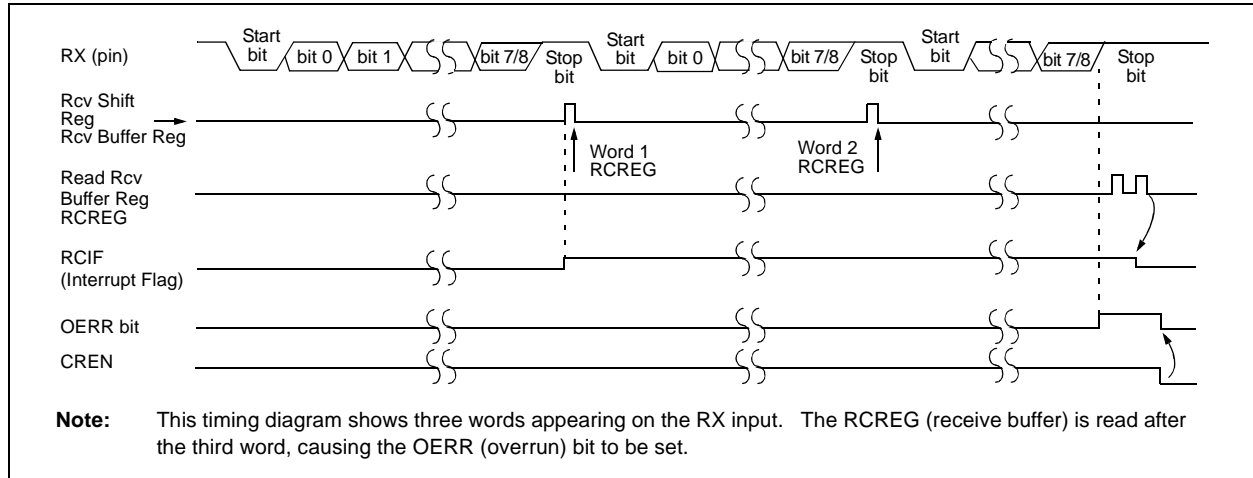 RX (pin)
Start
bit
bit 0
bit 1
bit 7/8
Stop
bit
Start
bit
bit 0
bit 7/8
Stop
bit
Start
bit
bit 7/8
Stop
bit
Rcv Shift
Reg
Rcv Buffer Reg
Word 1
RCREG
Word 2
RCREG
Read Rcv
Buffer Reg
RCREG
RCIF
(Interrupt Flag)
OERR bit
CREN
Note: This timing diagram shows three words appearing on the RX input. The RCREG (receive buffer) is read after
the third word, causing the OERR (overrun) bit to be set.